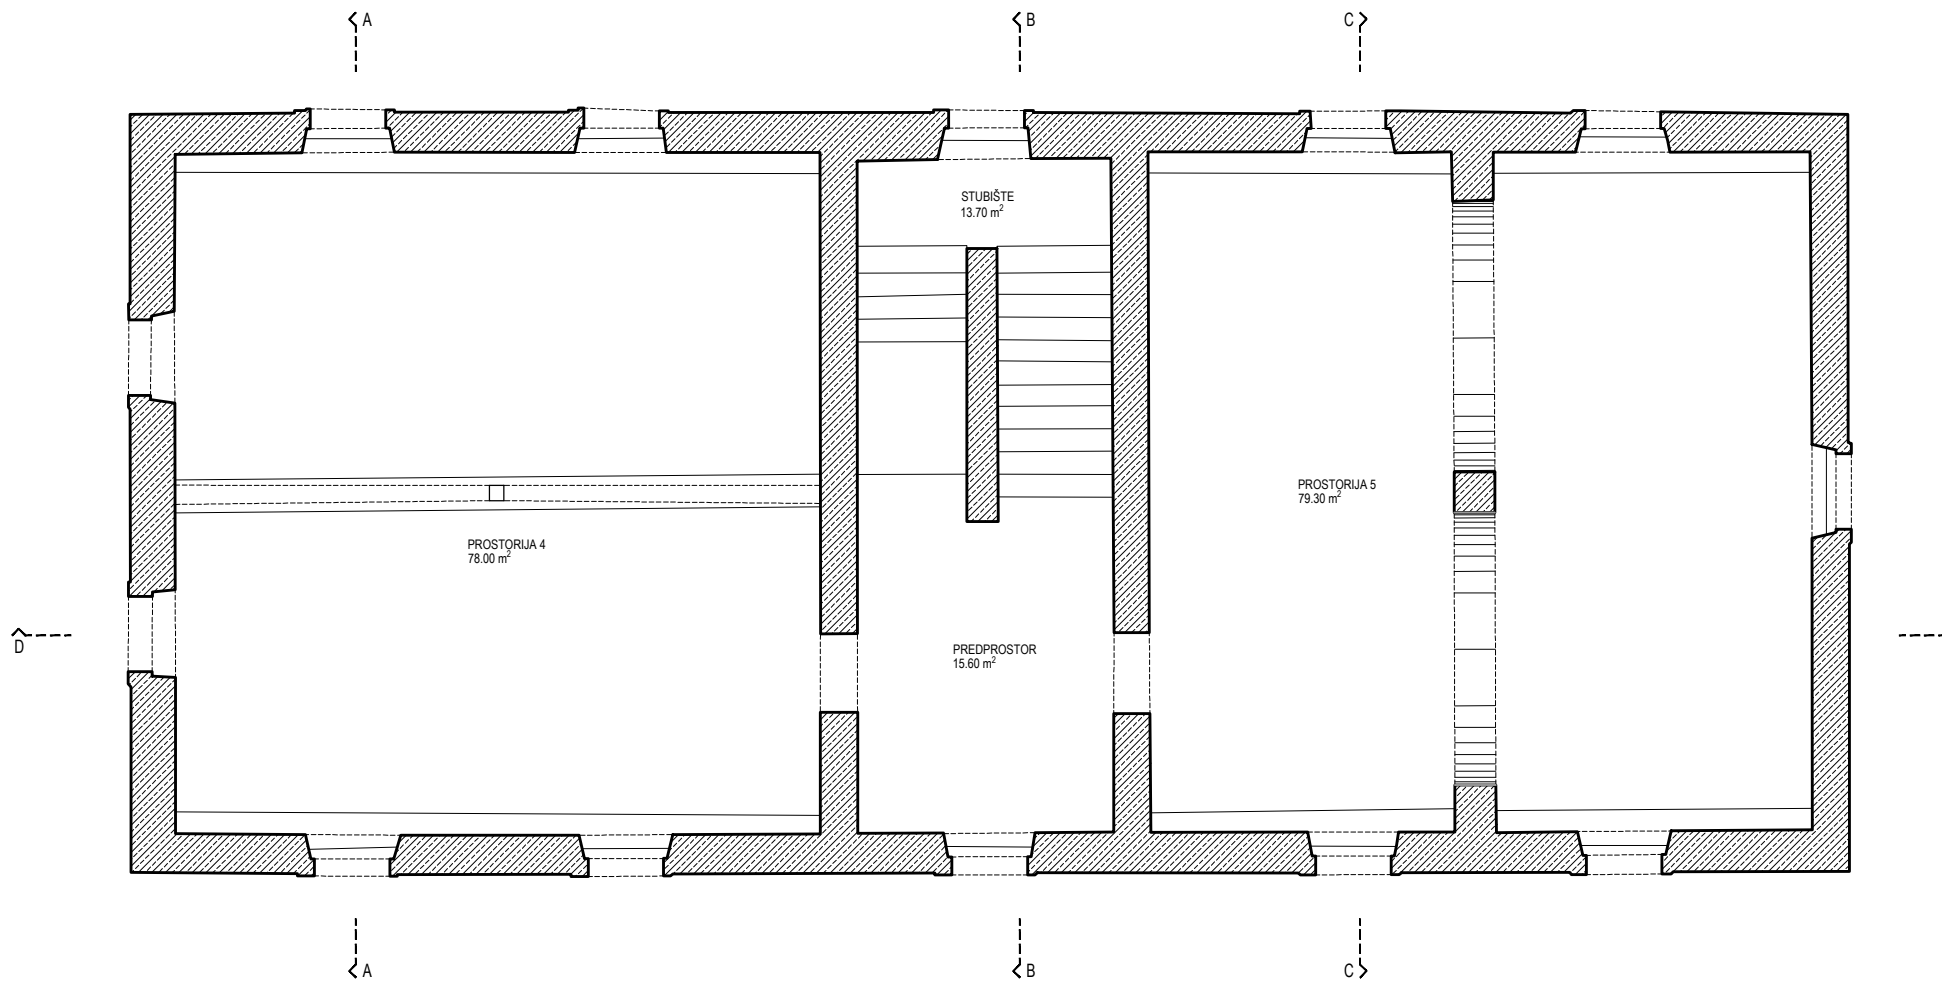 A
B
C
STUBIŠTE
13.70 m²
PROSTORIJA 5
79.30 m²
PROSTORIJA 4
78.00 m²
D
PREDPROSTOR
15.60 m²
A
B
C